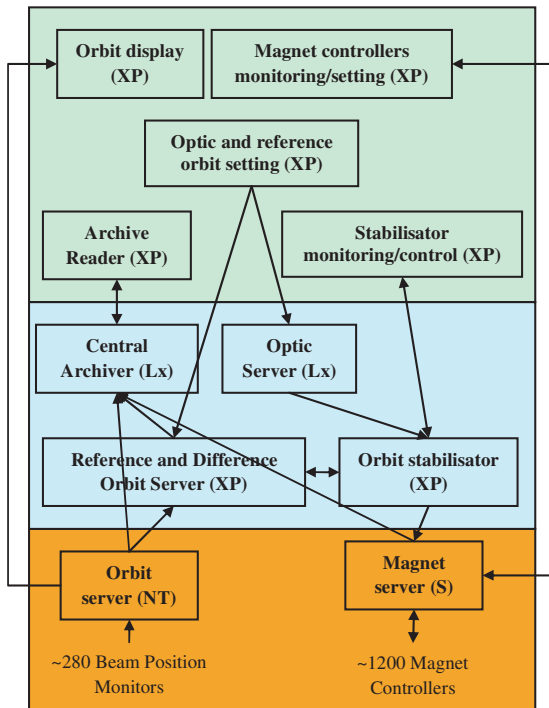 Orbit display
(XP)
Magnet controllers
monitoring/setting (XP)
Optic and reference
orbit setting (XP)
Archive
Reader (XP)
Stabilisator
monitoring/control (XP)
Central
Archiver (Lx)
Optic
Server (Lx)
Reference and Difference
Orbit Server (XP)
Orbit stabilisator
(XP)
Orbit
server (NT)
Magnet
server (S)
~280 Beam Position
Monitors
~1200 Magnet
Controllers